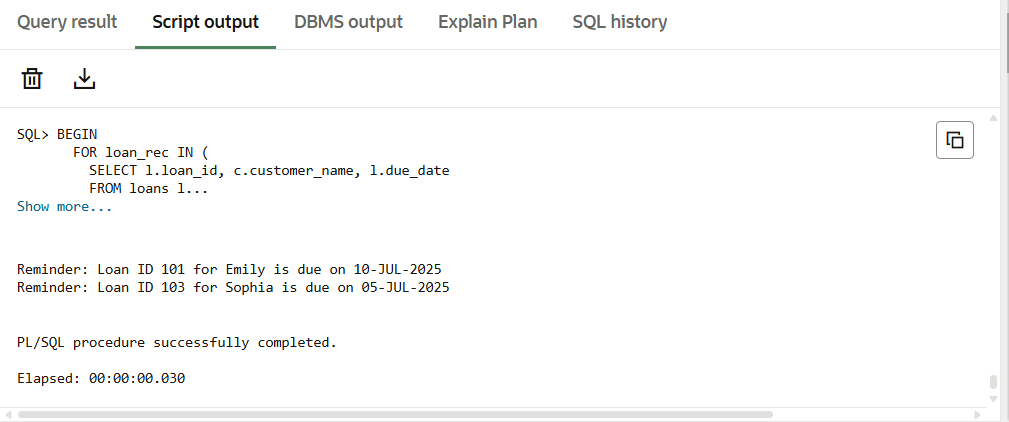 Query result Script output DBMS output Explain Plan SQL history
SQL> BEGIN
FOR loan_rec IN (
SELECT l.loan_id, c.customer_name, l.due_date
FROM loans l...
Show more...
Reminder: Loan ID 101 for Emily is due on 10-JUL-2025
Reminder: Loan ID 103 for Sophia is due on 05-JUL-2025
PL/SQL procedure successfully completed.
Elapsed: 00:00:00.030